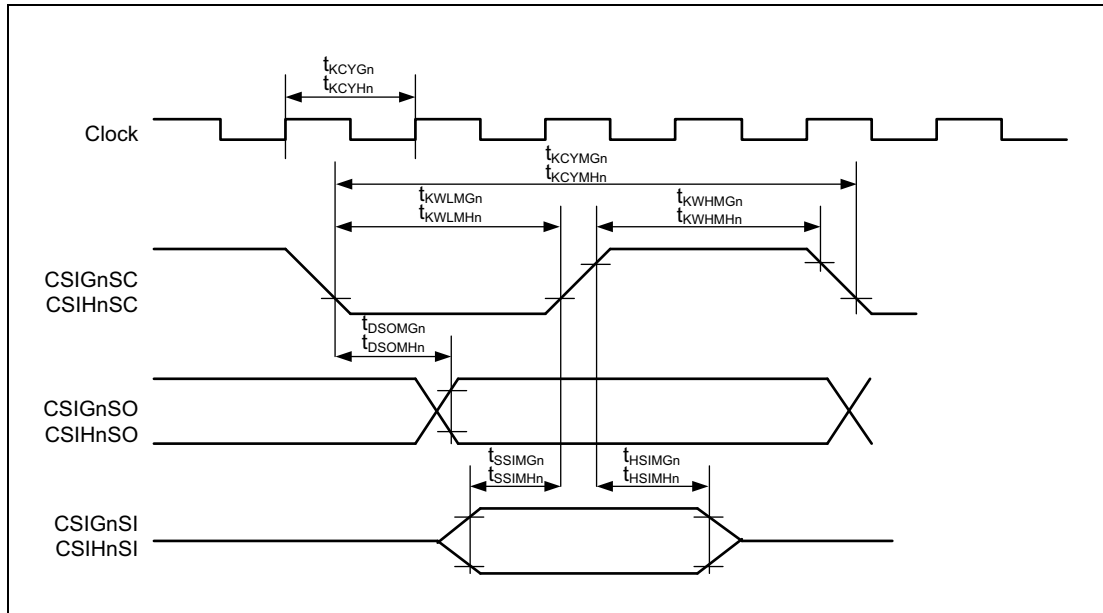 tKCYGn
tKCYHn
Clock
tKCYMGn
tKCYMHn
tKWLMGn
tKWLMHn
tKWHMGn
tKWHMHn
CSIGnSC
CSIHnSC
tDSOMGn
tDSOMHn
CSIGnSO
CSIHnSO
tSSIMGn
tSSIMHn
tHSIMGn
tHSIMHn
CSIGnSI
CSIHnSI